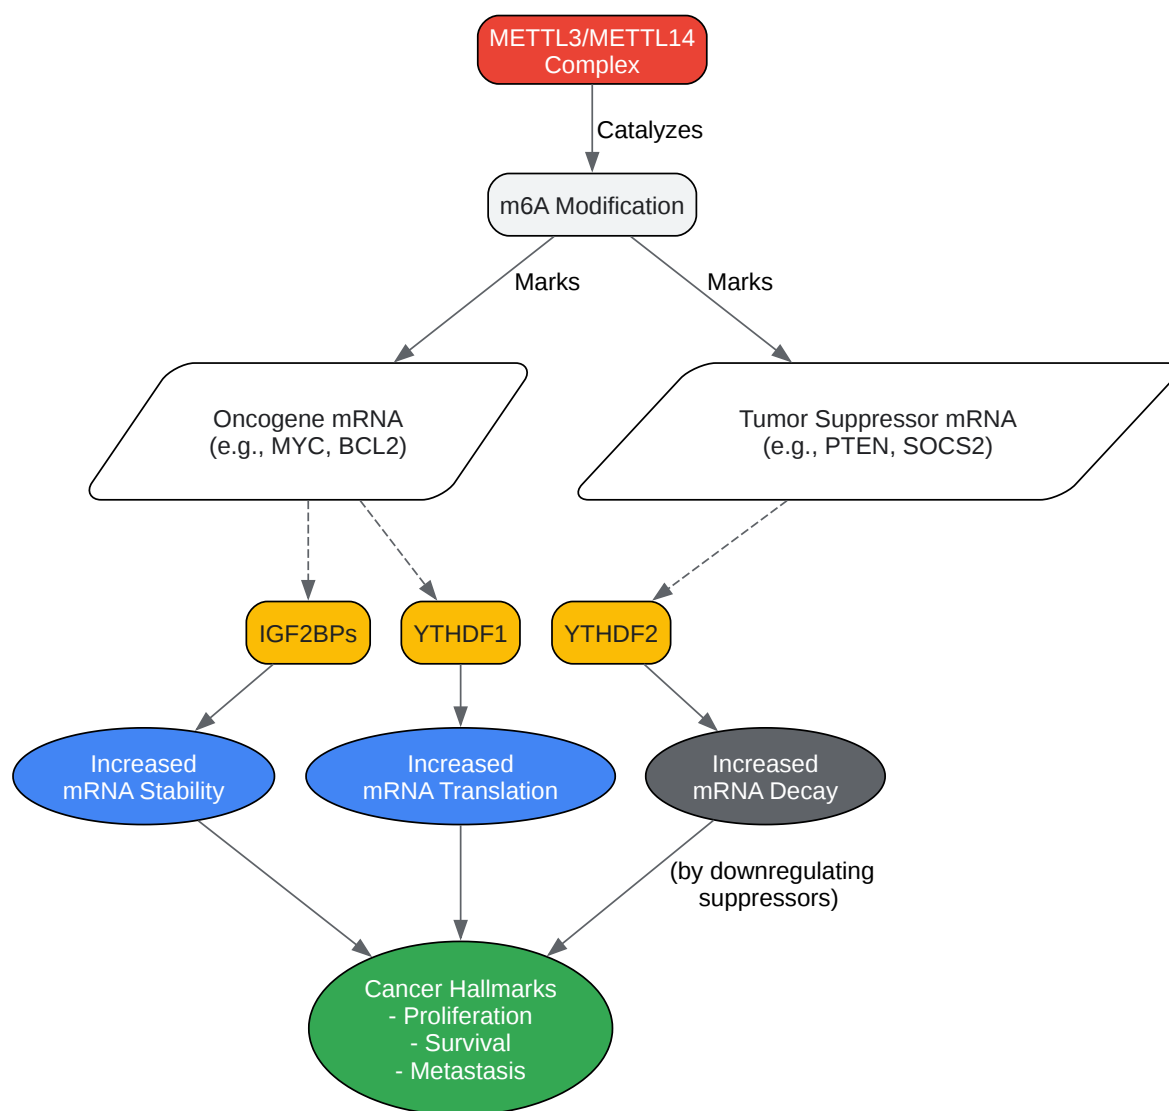 METTL3/METTL14
Complex
Catalyzes
m6A Modification
Marks
Marks
Oncogene mRNA
(e.g., MYC, BCL2)
Tumor Suppressor mRNA
(e.g., PTEN, SOCS2)
IGF2BPs
YTHDF1
YTHDF2
Increased
mRNA Stability
Increased
mRNA Translation
Increased
mRNA Decay
(by downregulating
suppressors)
Cancer Hallmarks
- Proliferation
- Survival
- Metastasis